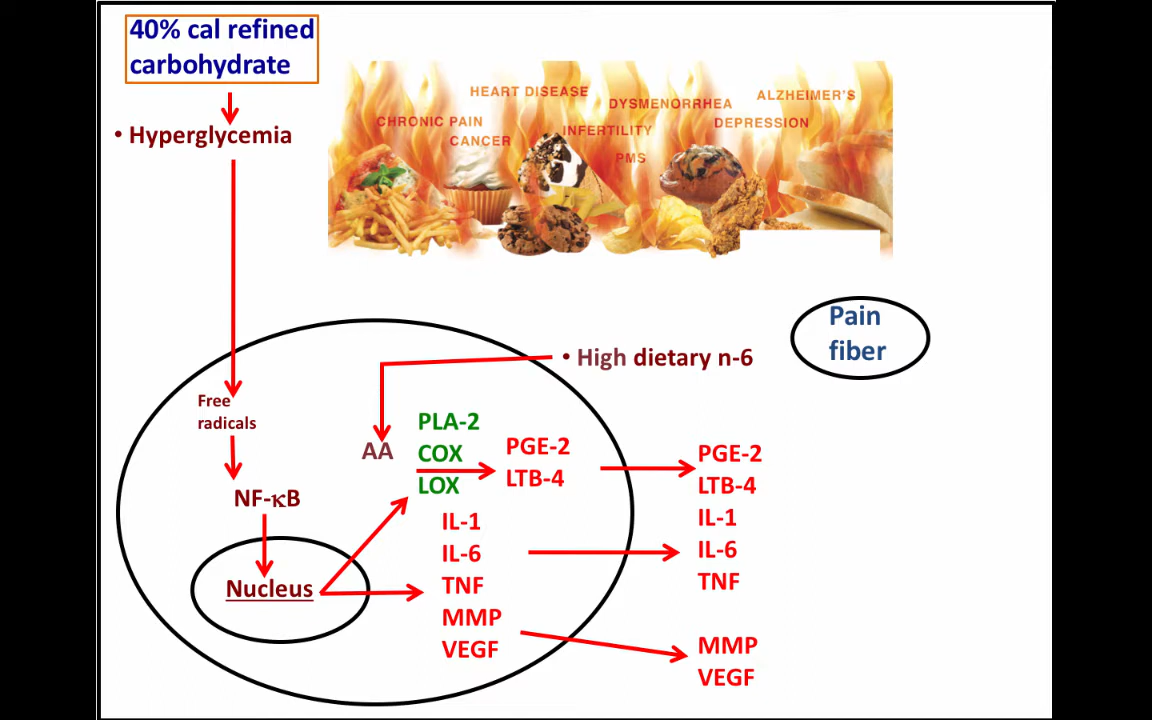 40% cal refined
carbohydrate
• Hyperglycemia
HEART DISEASE
DYSMENORRHEA
ALZHEIMER'S
CHRONIC PAIN
CANCER
INFERTILITY
DEPRESSION
PMS
Pain
fiber
• High dietary n-6
Free
radicals
NF-κB
Nucleus
AA
PLA-2
COX
LOX
PGE-2
LTB-4
IL-1
IL-6
TNF
MMP
VEGF
PGE-2
LTB-4
IL-1
IL-6
TNF
MMP
VEGF